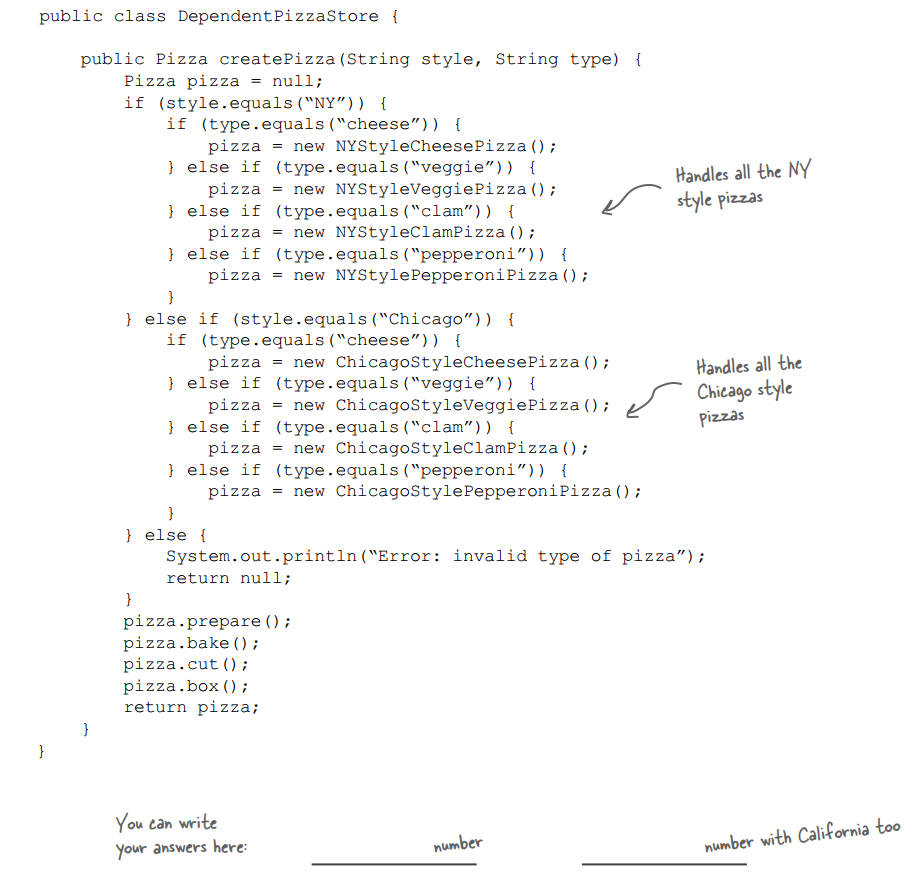 public class DependentPizzaStore {
public Pizza createPizza(String style, String type) {
Pizza pizza = null;
if (style.equals(“NY”)) {
if (type.equals(“cheese”)) {
pizza = new NYStyleCheesePizza();
} else if (type.equals(“veggie”)) {
pizza = new NYStyleVeggiePizza();
} else if (type.equals(“clam”)) {
pizza = new NYStyleClamPizza();
} else if (type.equals(“pepperoni”)) {
pizza = new NYStylePepperoniPizza();
}
Handles all the NY
style pizzas
} else if (style.equals(“Chicago”)) {
if (type.equals(“cheese”)) {
pizza = new ChicagoStyleCheesePizza();
} else if (type.equals(“veggie”)) {
pizza = new ChicagoStyleVeggiePizza();
} else if (type.equals(“clam”)) {
pizza = new ChicagoStyleClamPizza();
} else if (type.equals(“pepperoni”)) {
pizza = new ChicagoStylePepperoniPizza();
}
Handles all the
Chicago style
pizzas
} else {
System.out.println(“Error: invalid type of pizza”);
return null;
}
pizza.prepare();
pizza.bake();
pizza.cut();
pizza.box();
return pizza;
}
}
You can write
your answers here:
number
number with California too